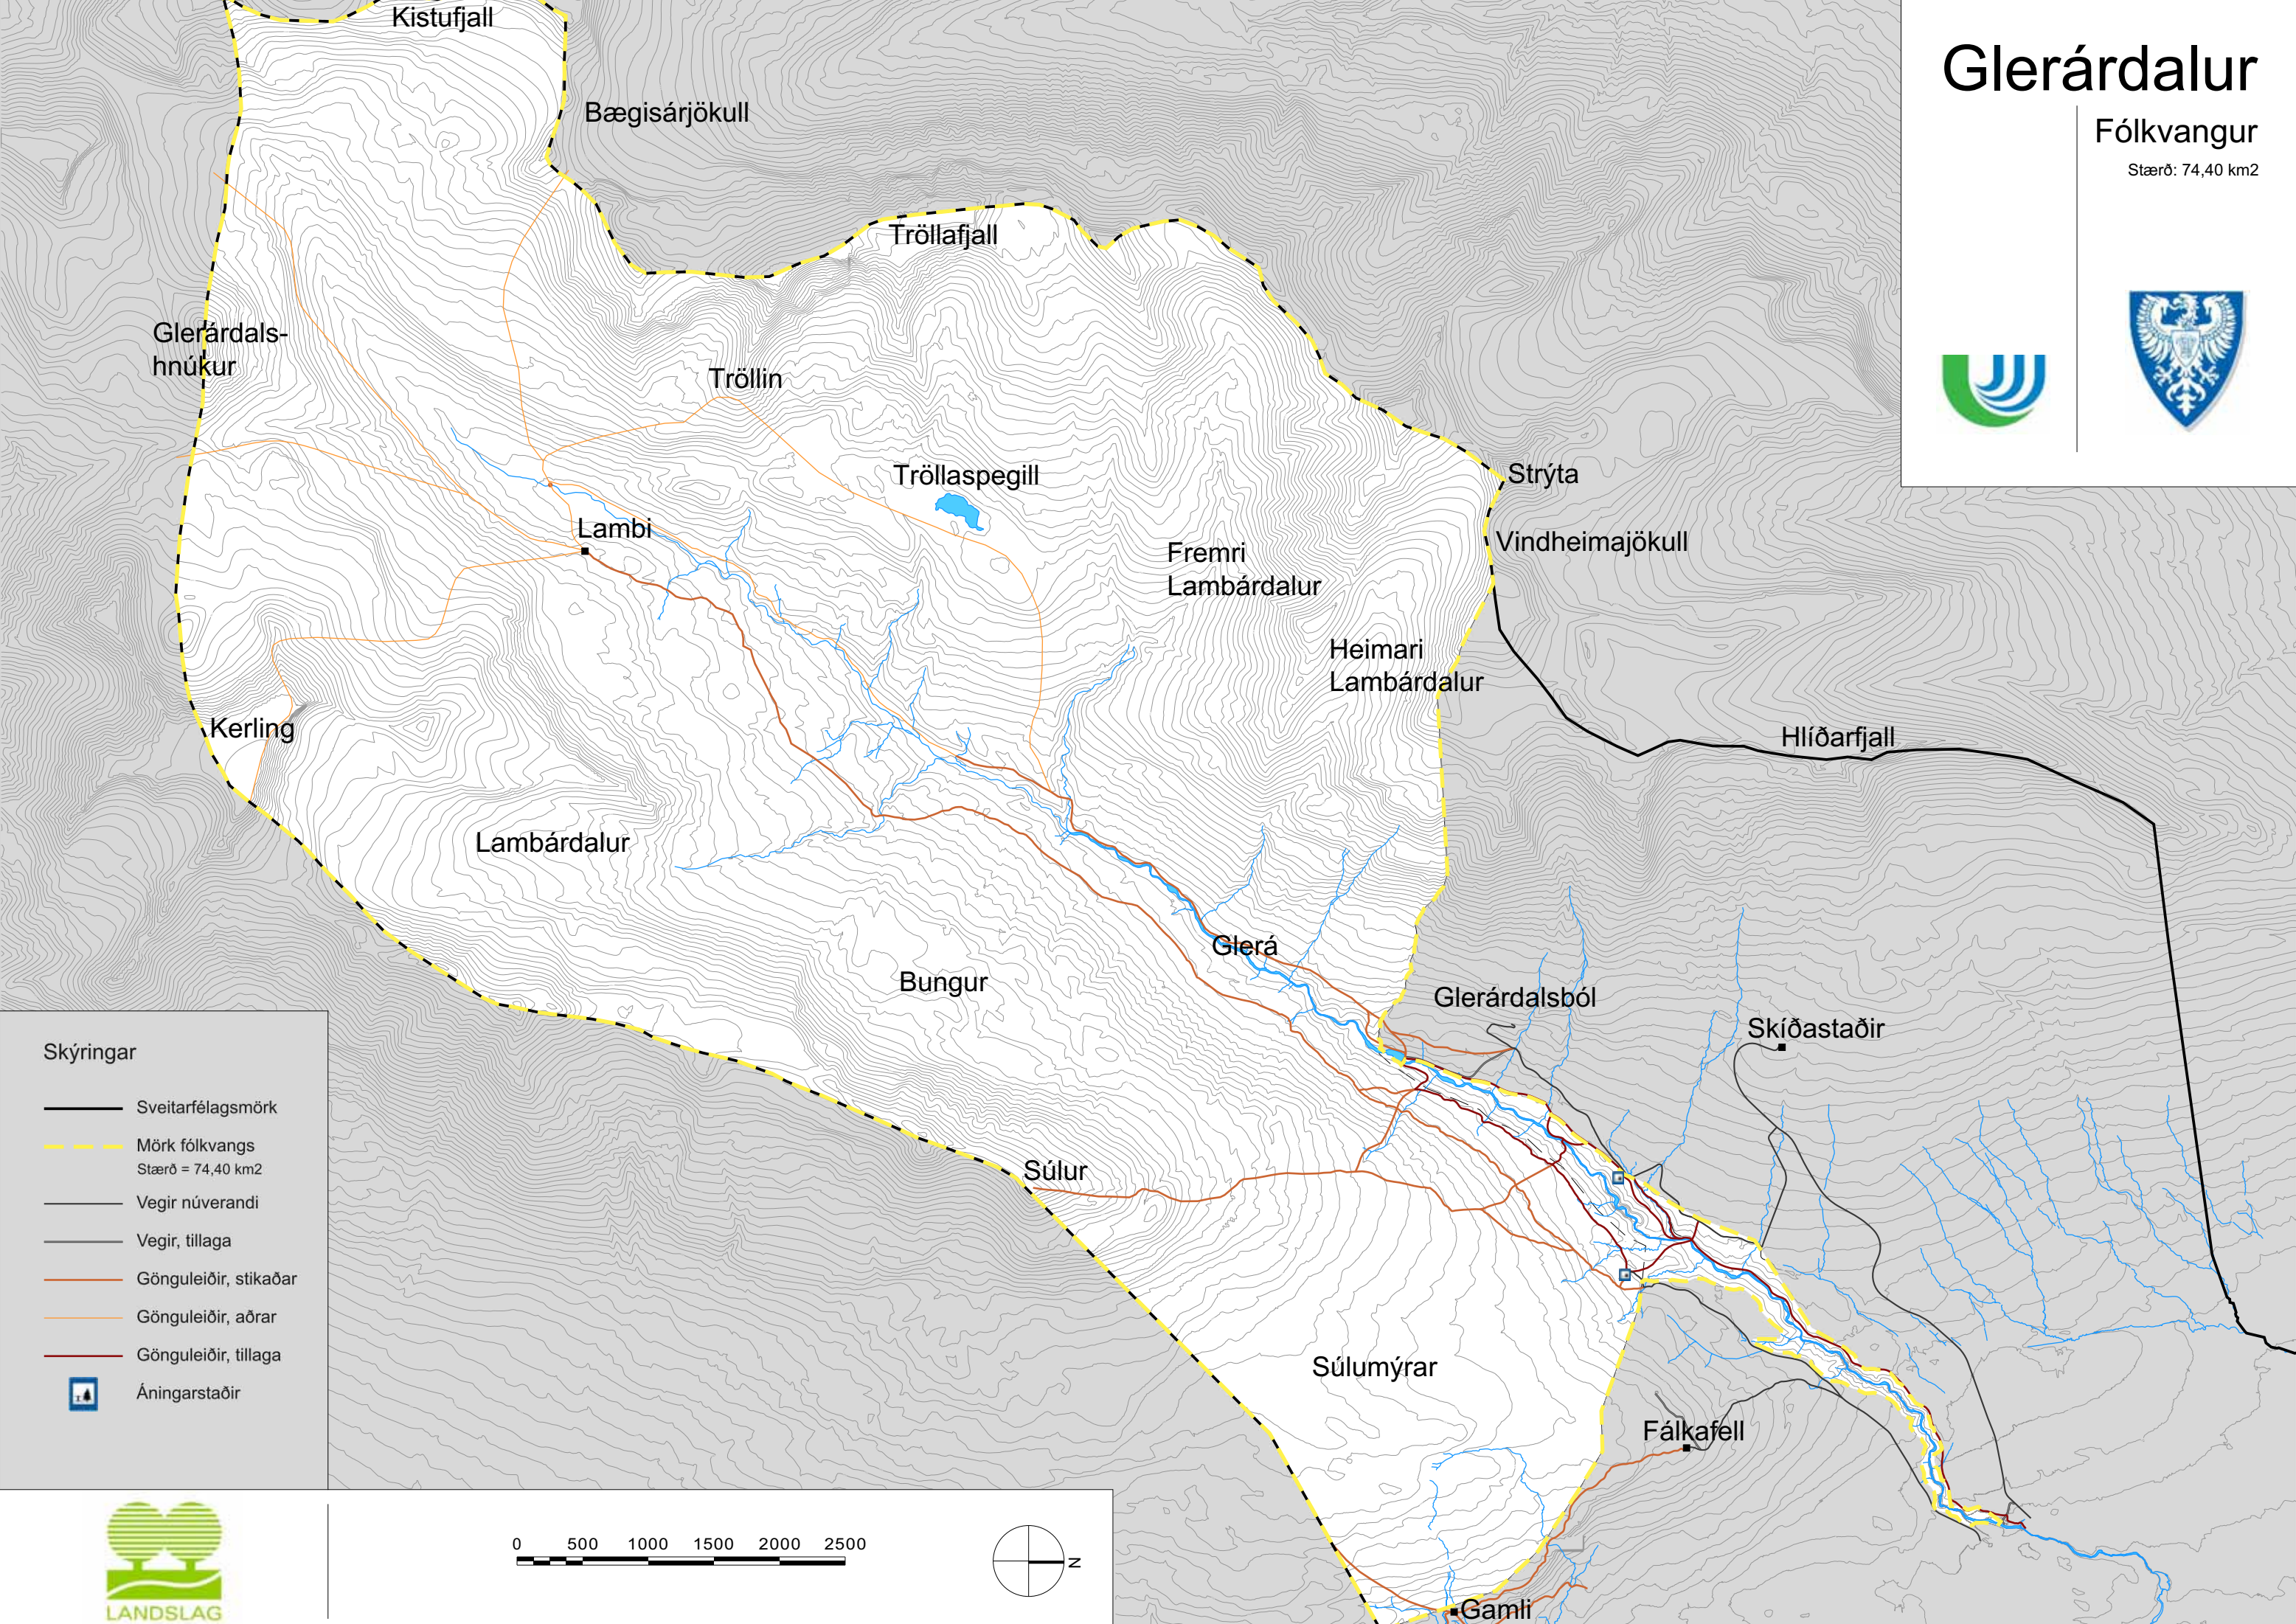 Glerárdalur
Fólkvangur
Stærð: 74,40 km2
Kistufjall
Bægisárjökull
Tröllafjall
Glerárdals-
hnúkur
Tröllin
Tröllaspegill
Strýta
Lambi
Vindheimajökull
Fremri
Lambárdalur
Heimari
Lambárdalur
Kerling
Hlíðarfjall
Lambárdalur
Glerá
Bungur
Glerárdalsból
Skíðastaðir
Súlur
Súlumýrar
Fálkafell
Gamli
Skýringar
Sveitarfélagsmörk
Mörk fólkvangs
Stærð = 74,40 km2
Vegir núverandi
Vegir, tillaga
Gönguleiðir, stikaðar
Gönguleiðir, aðrar
Gönguleiðir, tillaga
Áningarstaðir
LANDSLAG
0 500 1000 1500 2000 2500
N